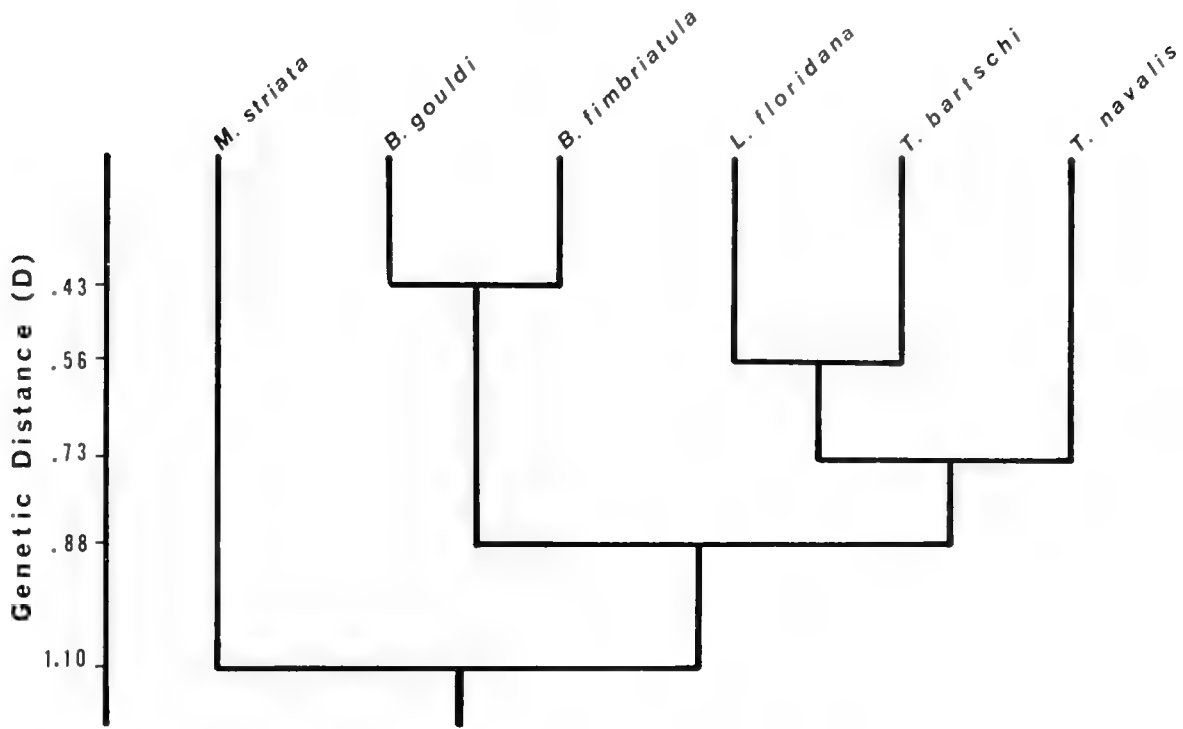 M. striata
B. gouldi
B. fimbriatula
L. floridana
T. bartschi
T. navalis
Genetic Distance (D)
.43
.56
.73
.88
1.10